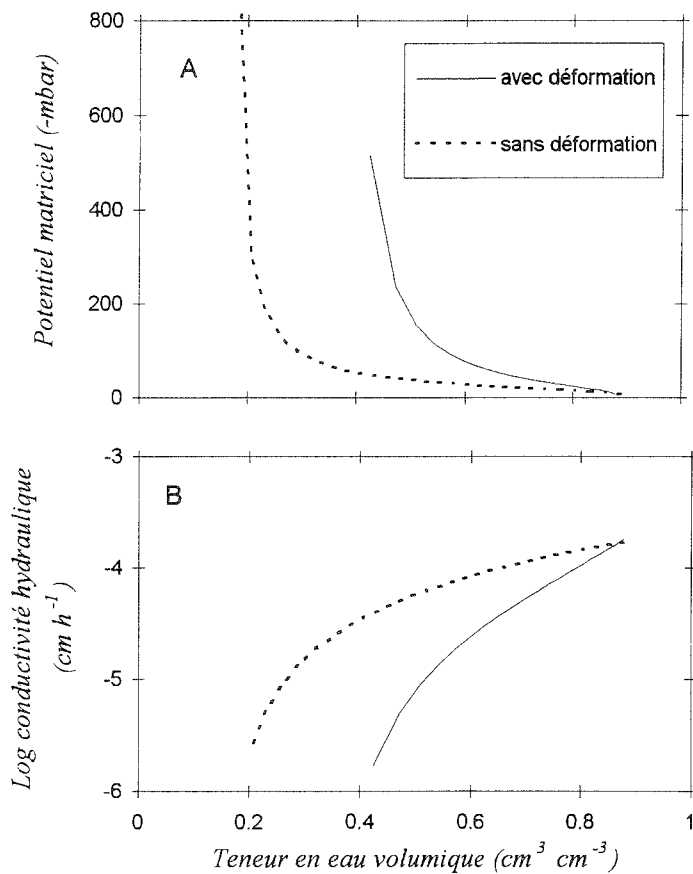 Potentiel matriciel (-mbar)
800
600
400
200
0
A
avec déformation
sans déformation
Log conductivité hydraulique
(cm h⁻¹)
-3
-4
-5
-6
B
0
0.2
0.4
0.6
0.8
1
Teneur en eau volumique (cm³ cm⁻³)